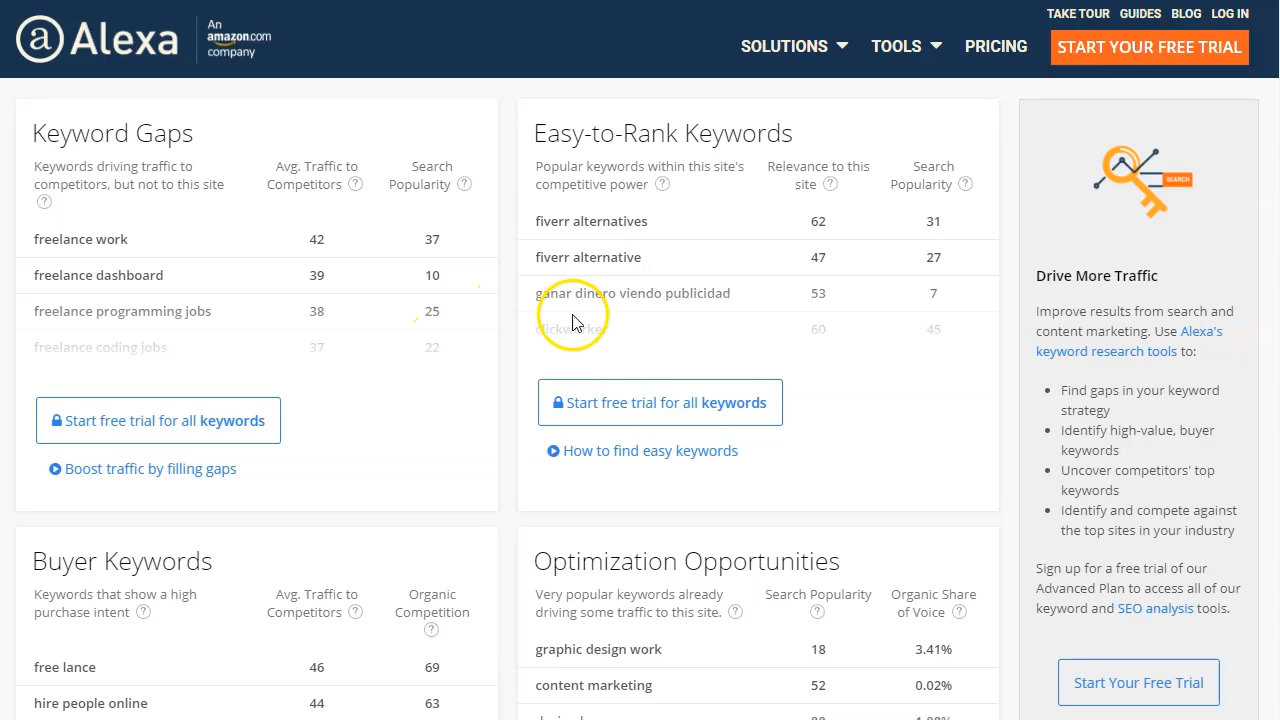 TAKE TOUR GUIDES BLOG LOG IN
a Alexa An amazon.com company
SOLUTIONS TOOLS PRICING START YOUR FREE TRIAL
Keyword Gaps
Keywords driving traffic to competitors, but not to this site ? Avg. Traffic to Competitors ? Search Popularity ?
freelance work 42 37
freelance dashboard 39 10
freelance programming jobs 38 25
freelance coding jobs 37 22
Start free trial for all keywords
Boost traffic by filling gaps
Easy-to-Rank Keywords
Popular keywords within this site's competitive power ? Relevance to this site ? Search Popularity ?
fiverr alternatives 62 31
fiverr alternative 47 27
ganar dinero viendo publicidad 53 7
clickworker 60 45
Start free trial for all keywords
How to find easy keywords
SEARCH
Drive More Traffic
Improve results from search and
content marketing. Use Alexa's
keyword research tools to:
• Find gaps in your keyword
strategy
• Identify high-value, buyer
keywords
• Uncover competitors' top
keywords
• Identify and compete against
the top sites in your industry
Sign up for a free trial of our
Advanced Plan to access all of our
keyword and SEO analysis tools.
Start Your Free Trial
Buyer Keywords
Keywords that show a high purchase intent ? Avg. Traffic to Competitors ? Organic Competition ?
free lance 46 69
hire people online 44 63
Optimization Opportunities
Very popular keywords already driving some traffic to this site. ? Search Popularity ? Organic Share of Voice ?
graphic design work 18 3.41%
content marketing 52 0.02%